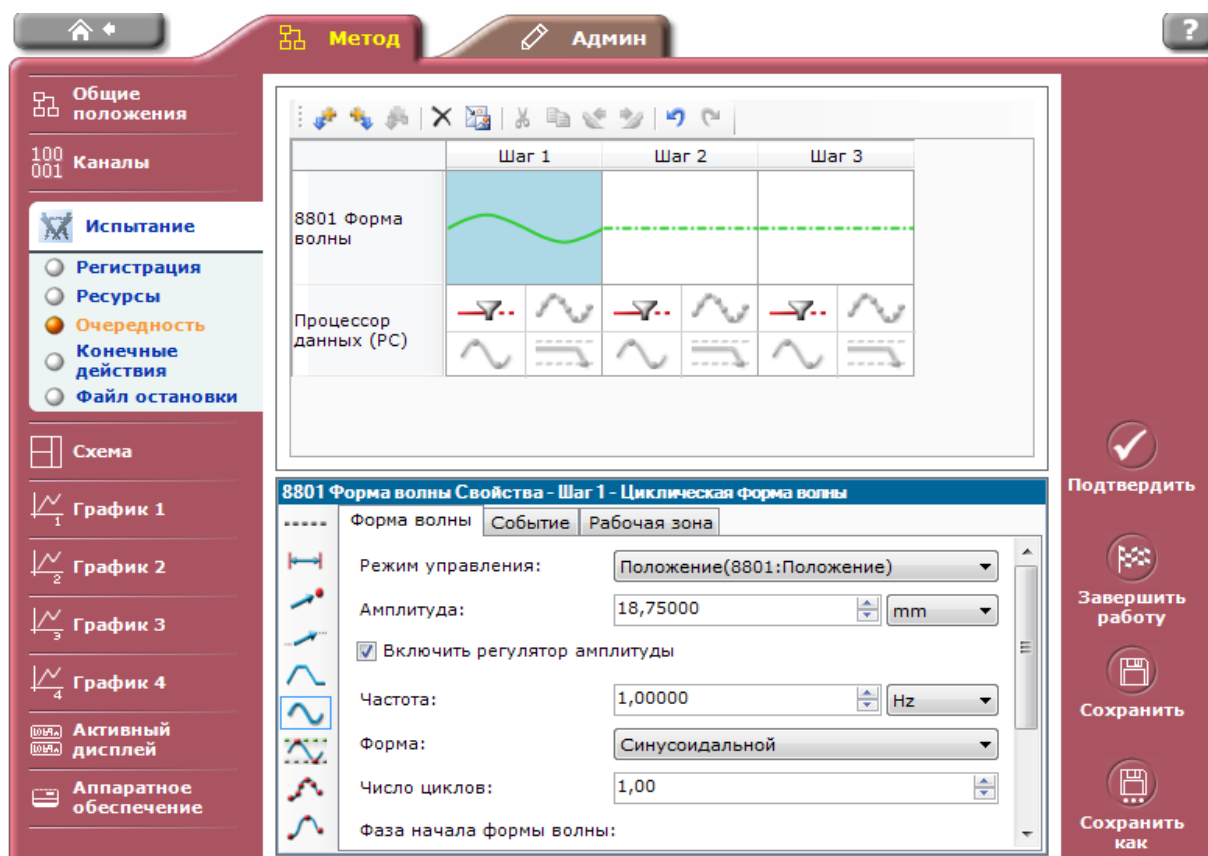 Метод
Админ
?
Общие
положения
100
001
Каналы
Испытание
Регистрация
Ресурсы
Очередность
Конечные
действия
Файл остановки
Схема
1
График 1
2
График 2
3
График 3
4
График 4
Активный
дисплей
Аппаратное
обеспечение
Шаг 1
Шаг 2
Шаг 3
8801 Форма
волны
Процессор
данных (PC)
8801 Форма волны Свойства - Шаг 1 - Циклическая форма волны
Форма волны
Событие
Рабочая зона
Режим управления:
Положение(8801:Положение)
Амплитуда:
18,75000
mm
Включить регулятор амплитуды
Частота:
1,00000
Hz
Форма:
Синусоидальной
Число циклов:
1,00
Фаза начала формы волны:
Подтвердить
Завершить
работу
Сохранить
Сохранить
как